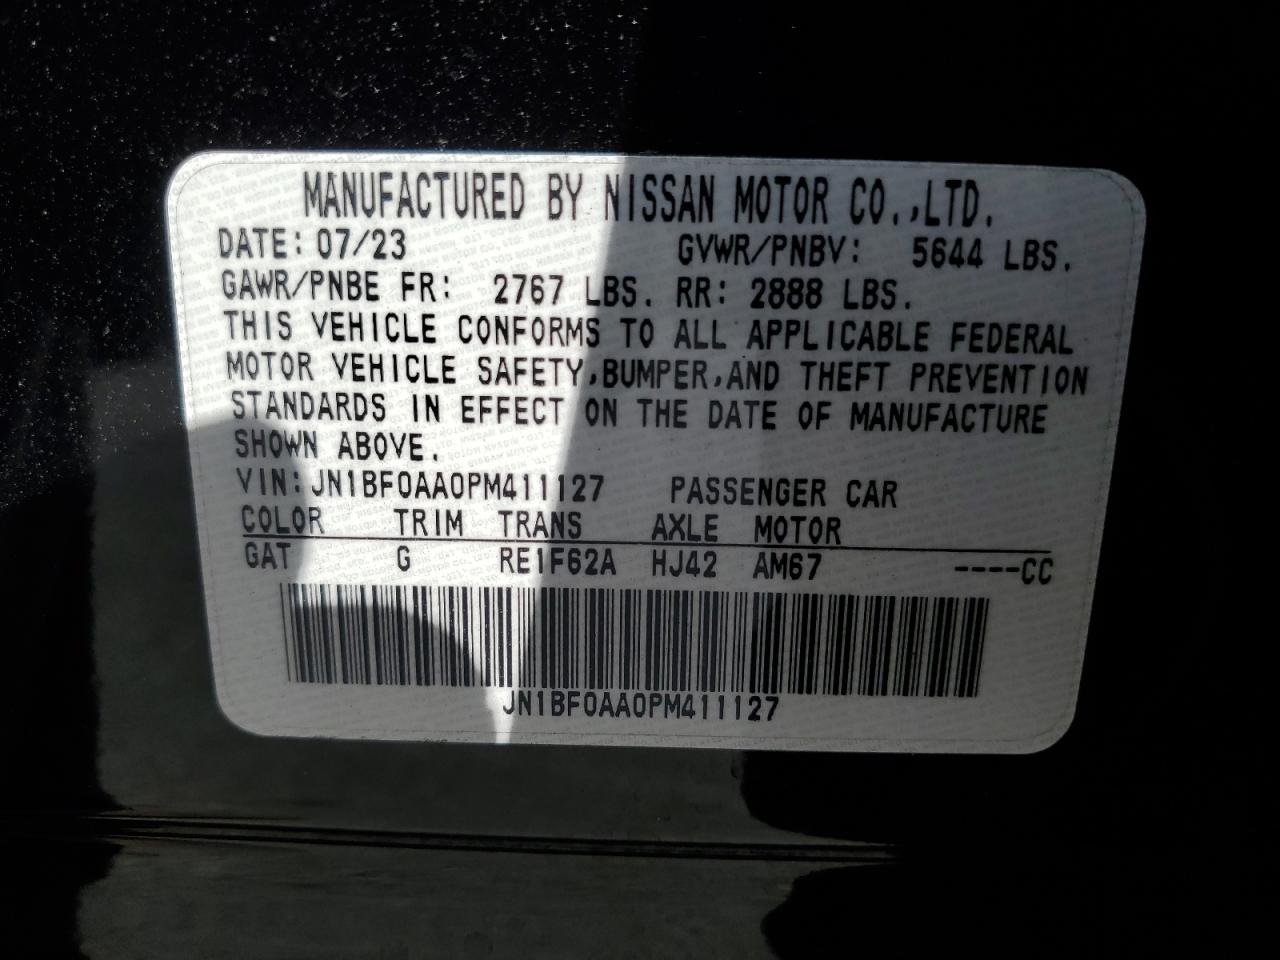 MANUFACTURED BY NISSAN MOTOR CO.,LTD.
DATE: 07/23 GVWR/PNBV: 5644 LBS.
GAWR/PNBE FR: 2767 LBS. RR: 2888 LBS.
THIS VEHICLE CONFORMS TO ALL APPLICABLE FEDERAL
MOTOR VEHICLE SAFETY,BUMPER,AND THEFT PREVENTION
STANDARDS IN EFFECT ON THE DATE OF MANUFACTURE
SHOWN ABOVE.
VIN: JN1BF0AA0PM411127 PASSENGER CAR
COLOR TRIM TRANS AXLE MOTOR
GAT G RE1F62A HJ42 AM67 ----CC
JN1BF0AA0PM411127